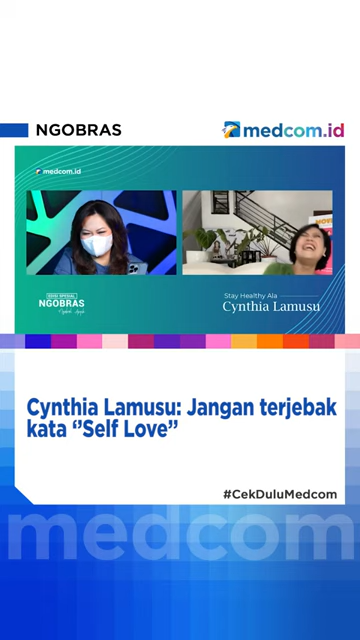 NGOBRAS
medcom.id
medcom.id
EDISI SPESIAL
NGOBRAS
Stay Healthy Ala
Cynthia Lamusu
Cynthia Lamusu: Jangan terjebak
kata ‘’Self Love’’
#CekDuluMedcom
medcom